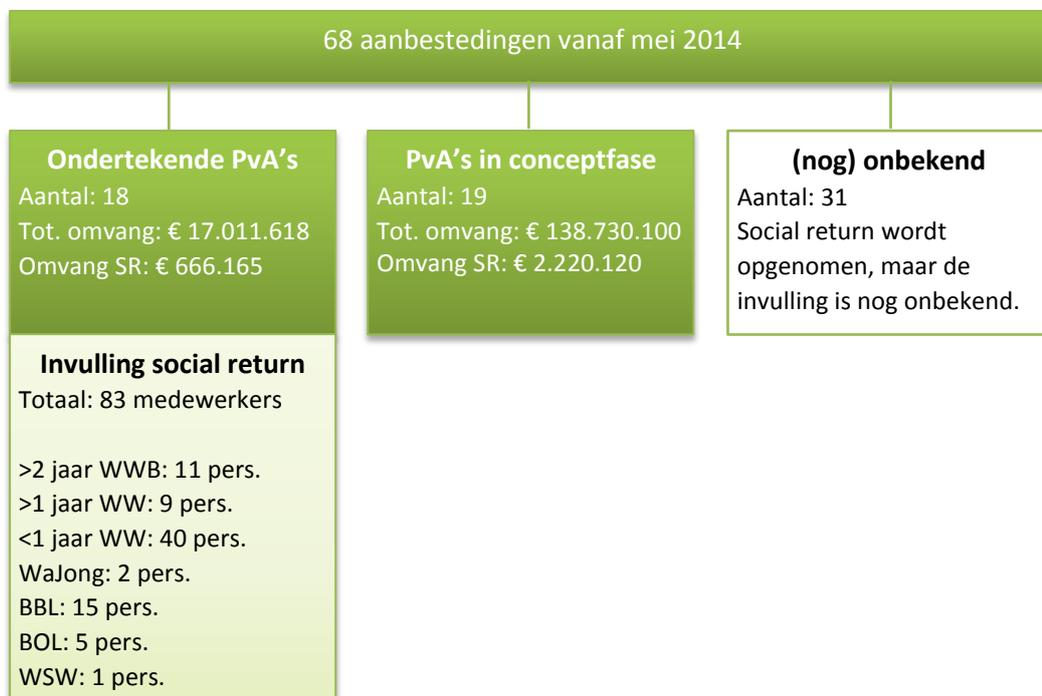 68 aanbestedingen vanaf mei 2014
Ondertekende PvA's
Aantal: 18
Tot. omvang: € 17.011.618
Omvang SR: € 666.165
PvA's in conceptfase
Aantal: 19
Tot. omvang: € 138.730.100
Omvang SR: € 2.220.120
(nog) onbekend
Aantal: 31
Social return wordt
opgenomen, maar de
invulling is nog onbekend.
Invulling social return
Totaal: 83 medewerkers
>2 jaar WWB: 11 pers.
>1 jaar WW: 9 pers.
<1 jaar WW: 40 pers.
WaJong: 2 pers.
BBL: 15 pers.
BOL: 5 pers.
WSW: 1 pers.